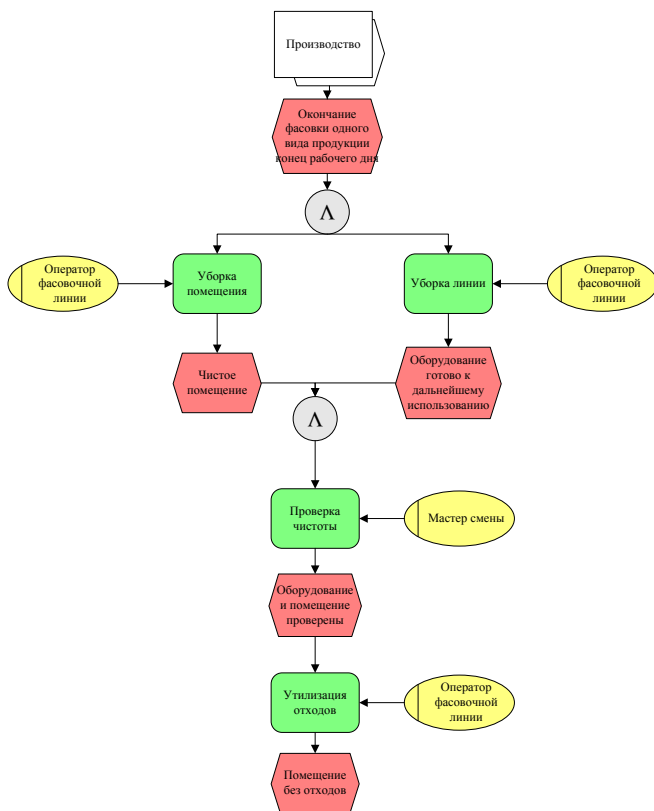 Производство
Окончание
фасовки одного
вида продукции
конец рабочего дня
Λ
Оператор
фасовочной
линии
Уборка
помещения
Уборка линии
Оператор
фасовочной
линии
Чистое
помещение
Оборудование
готово к
дальнейшему
использованию
Λ
Проверка
чистоты
Мастер смены
Оборудование
и помещение
проверены
Утилизация
отходов
Оператор
фасовочной
линии
Помещение
без отходов